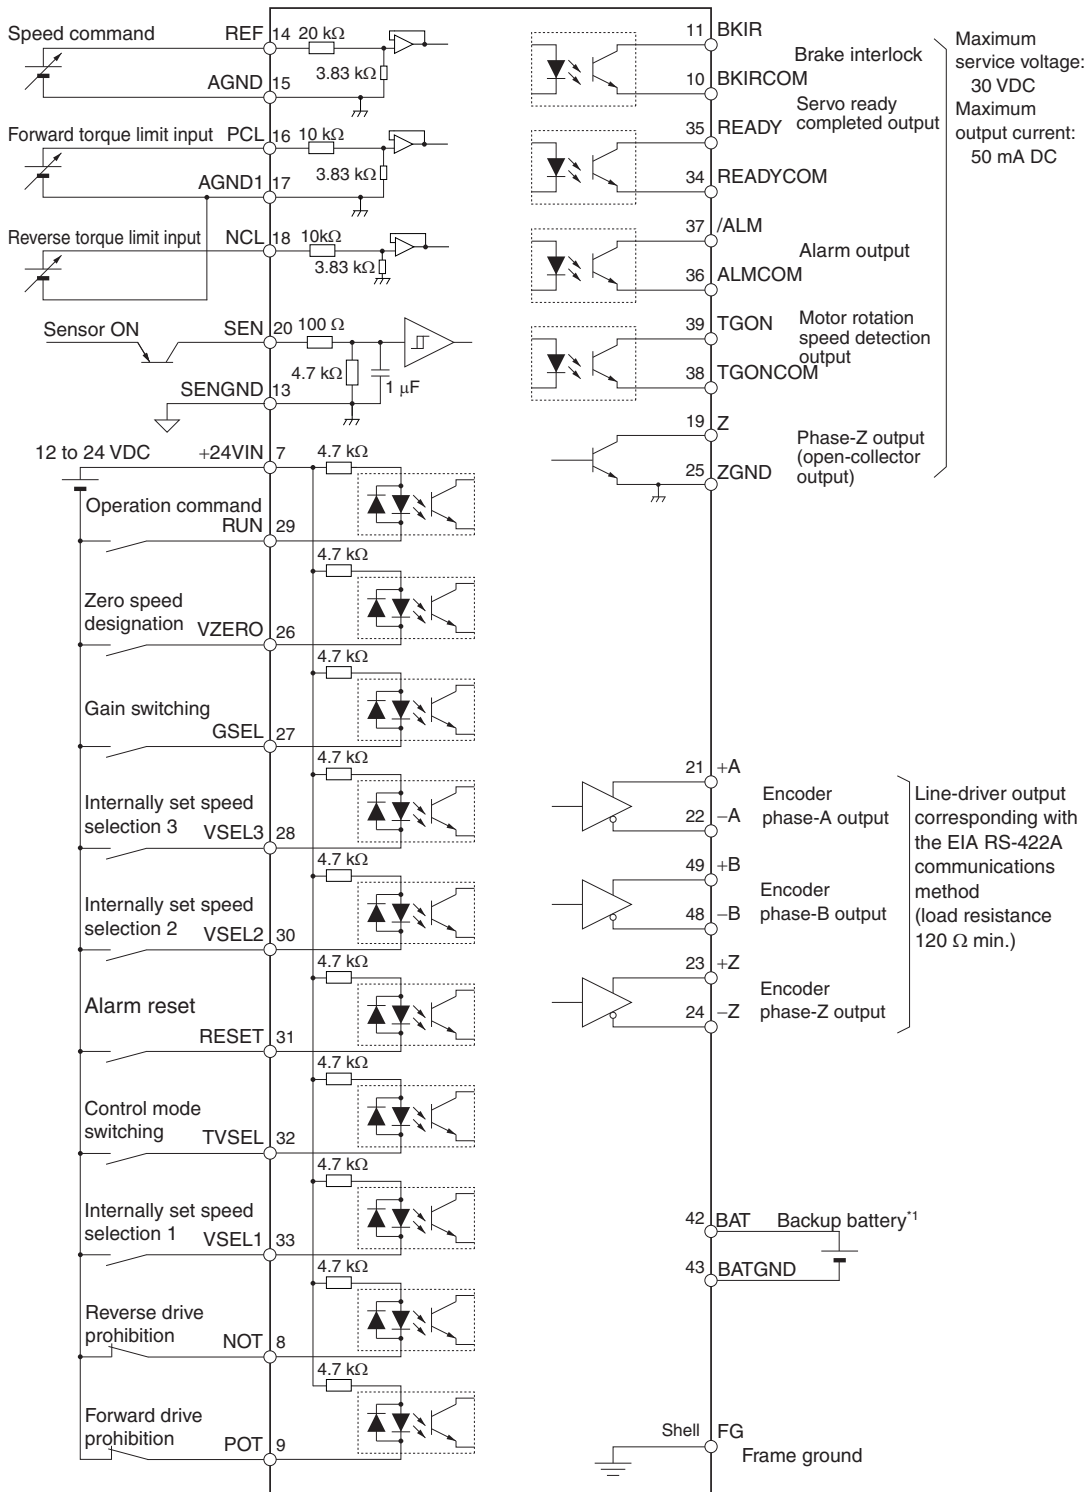 Speed command
REF 14 20 kΩ
3.83 kΩ
AGND 15
Forward torque limit input
PCL 16 10 kΩ
3.83 kΩ
AGND1 17
Reverse torque limit input
NCL 18 10kΩ
3.83 kΩ
Sensor ON
SEN 20 100 Ω
4.7 kΩ
1 μF
SENGND 13
12 to 24 VDC
+24VIN 7 4.7 kΩ
Operation command
RUN 29
4.7 kΩ
Zero speed
designation
VZERO 26
4.7 kΩ
Gain switching
GSEL 27
4.7 kΩ
Internally set speed
selection 3
VSEL3 28
4.7 kΩ
Internally set speed
selection 2
VSEL2 30
4.7 kΩ
Alarm reset
RESET 31
4.7 kΩ
Control mode
switching
TVSEL 32
4.7 kΩ
Internally set speed
selection 1
VSEL1 33
4.7 kΩ
Reverse drive
prohibition
NOT 8
4.7 kΩ
Forward drive
prohibition
POT 9
11 BKIR
Brake interlock
10 BKIRCOM
Servo ready
completed output
35 READY
34 READYCOM
37 /ALM
Alarm output
36 ALMCOM
39 TGON
Motor rotation
speed detection
output
38 TGONCOM
19 Z
Phase-Z output
(open-collector
output)
25 ZGND
Maximum
service voltage:
30 VDC
Maximum
output current:
50 mA DC
21 +A
Encoder
phase-A output
22 –A
49 +B
Encoder
phase-B output
48 –B
23 +Z
Encoder
phase-Z output
24 –Z
Line-driver output
corresponding with
the EIA RS-422A
communications
method
(load resistance
120 Ω min.)
42 BAT
Backup battery*1
43 BATGND
Shell FG
Frame ground